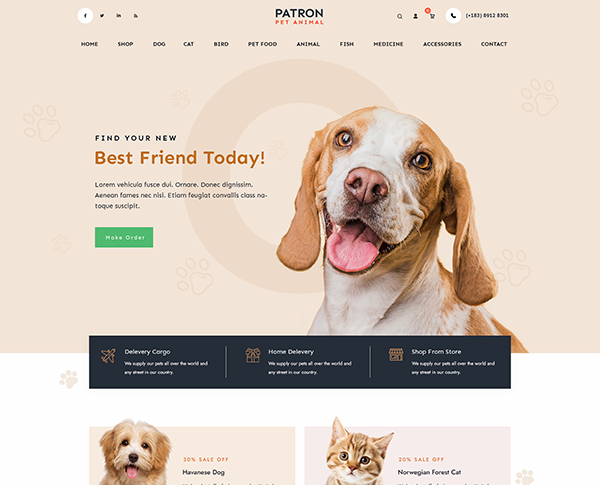 PATRON
PET ANIMAL
0
(+183) 8912 8301
HOME SHOP DOG CAT BIRD PET FOOD ANIMAL FISH MEDICINE ACCESSORIES CONTACT
FIND YOUR NEW
Best Friend Today!
Lorem vehicula fusce dui. Ornare. Donec dignissim.
Aenean fames nec nisi. Etiam feugiat convallis class na-
toque suscipit.
Make Order
Delevery Cargo
We supply our pets all over the world and
any street in our country.
Home Delevery
We supply our pets all over the world and
any street in our country.
Shop From Store
We supply our pets all over the world and
any street in our country.
30% SALE OFF
Havanese Dog
20% SALE OFF
Norwegian Forest Cat